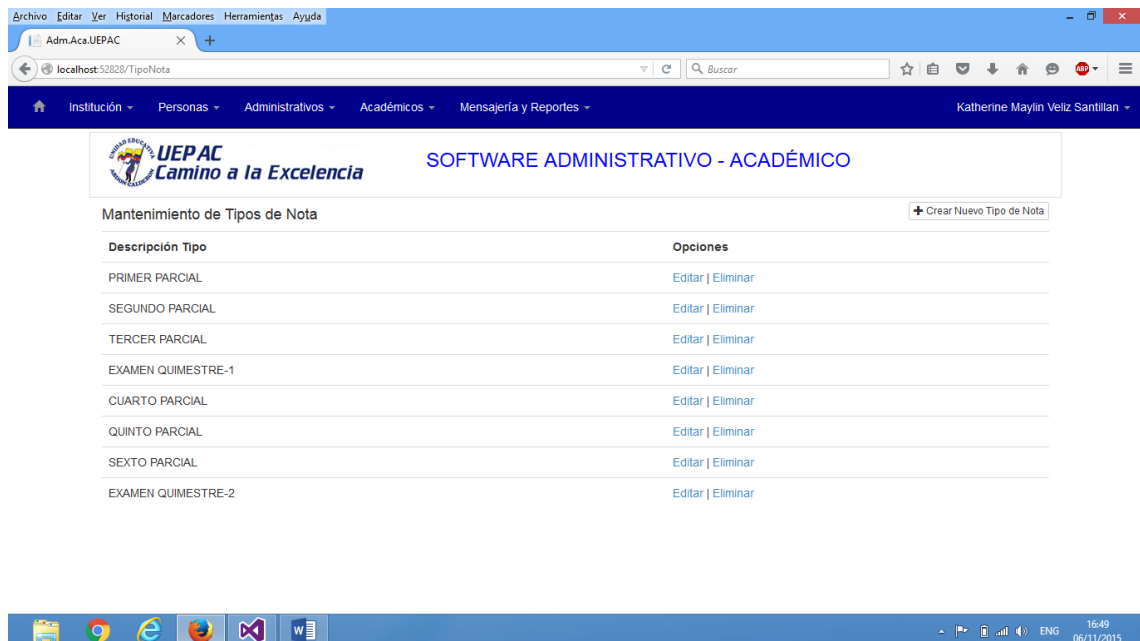 Archivo Editar Ver Historial Marcadores Herramientas Ayuda
Adm.Aca.UEPAC
localhost:52828/TipoNota Buscar ABP
Institución Personas Administrativos Académicos Mensajería y Reportes Katherine Maylin Veliz Santillan
UNIDAD EDUCATIVA
UEPAC
Camino a la Excelencia
SOFTWARE ADMINISTRATIVO - ACADÉMICO
Mantenimiento de Tipos de Nota Crear Nuevo Tipo de Nota
Descripción Tipo Opciones
PRIMER PARCIAL Editar | Eliminar
SEGUNDO PARCIAL Editar | Eliminar
TERCER PARCIAL Editar | Eliminar
EXAMEN QUIMESTRE-1 Editar | Eliminar
CUARTO PARCIAL Editar | Eliminar
QUINTO PARCIAL Editar | Eliminar
SEXTO PARCIAL Editar | Eliminar
EXAMEN QUIMESTRE-2 Editar | Eliminar
ENG 16:49
06/11/2015